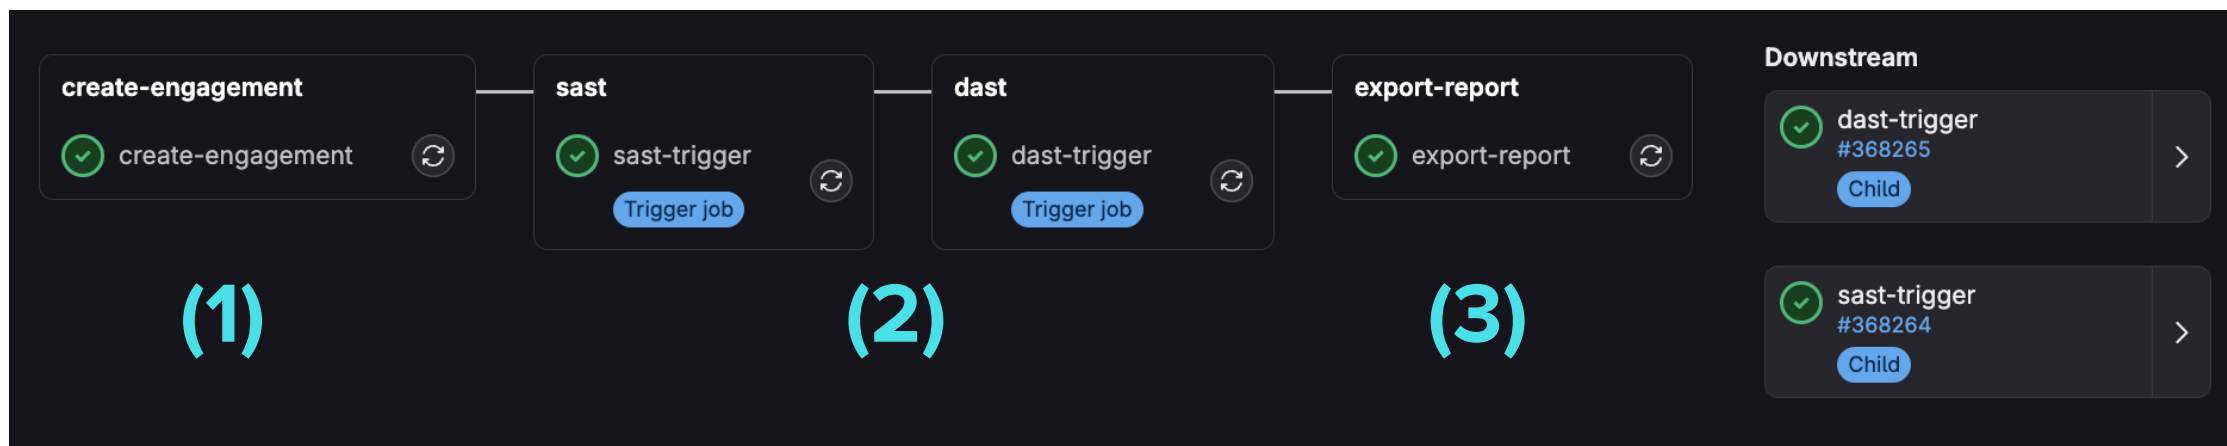 create-engagement
create-engagement
sast
sast-trigger
Trigger job
dast
dast-trigger
Trigger job
export-report
export-report
(1)
(2)
(3)
Downstream
dast-trigger
#368265
Child
sast-trigger
#368264
Child